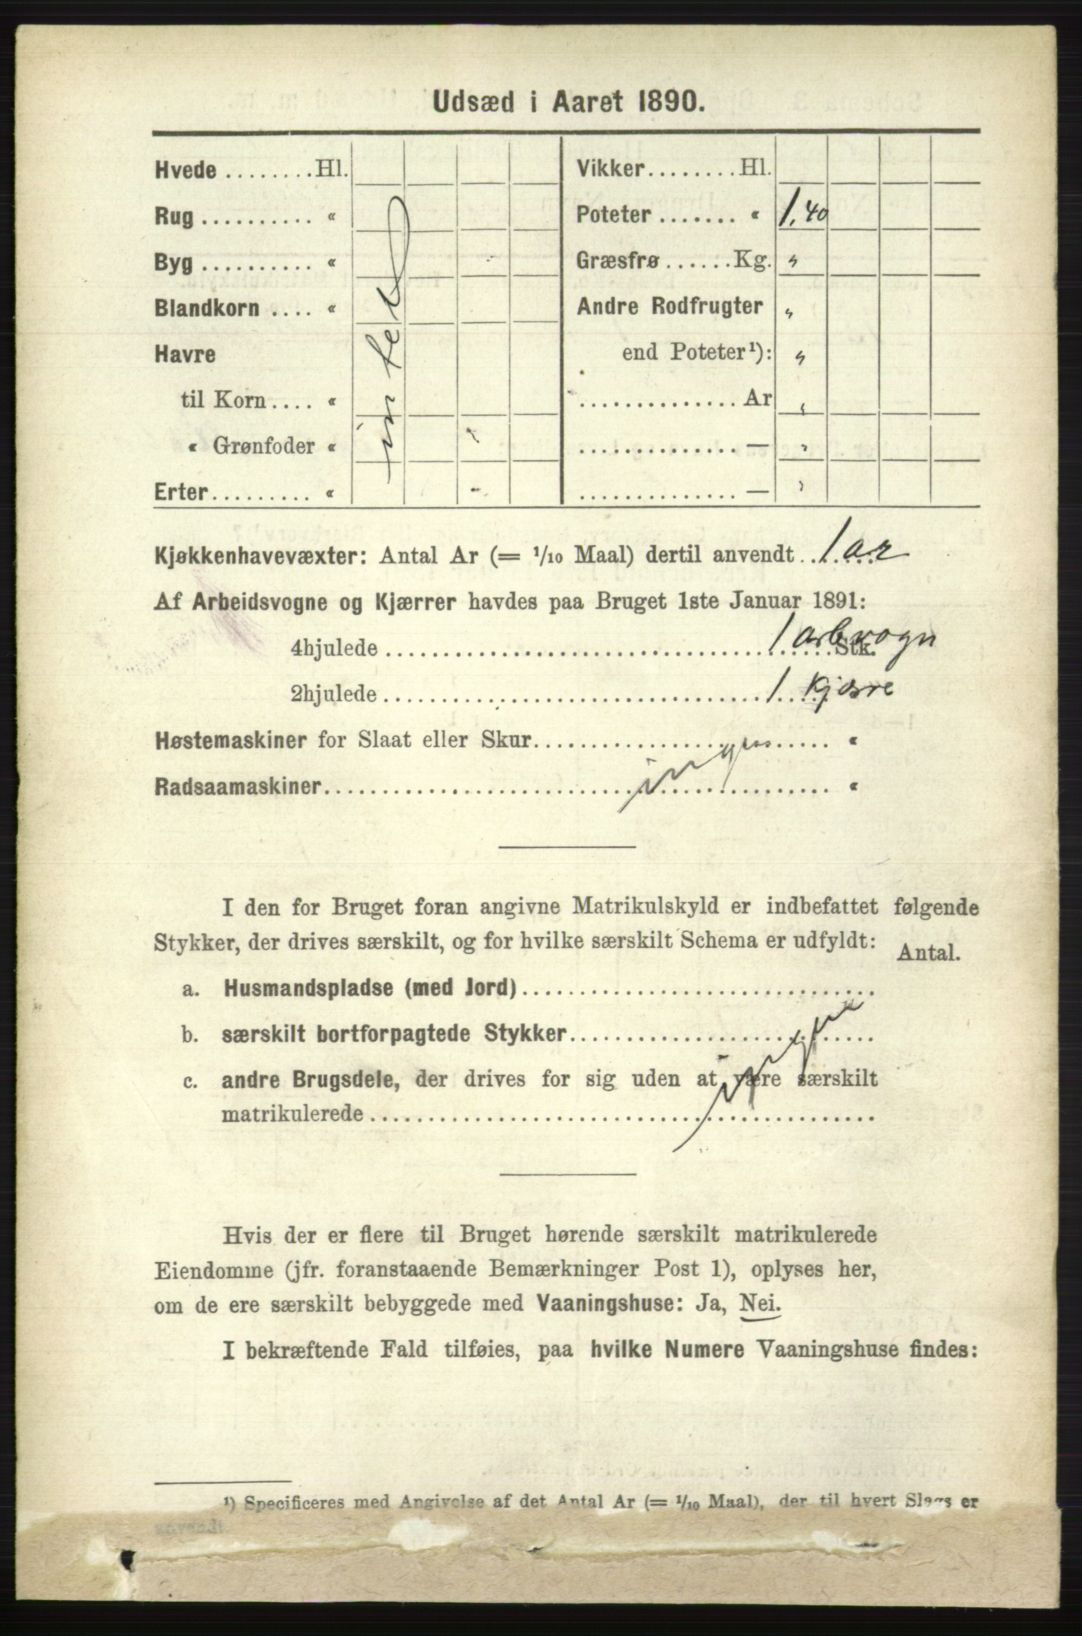 Udsæd i Aaret 1890.
Hvede ........ Hl.
Rug .......... «
Byg .......... «
Blandkorn .... «
Havre
til Korn .... «
« Grønfoder «
Erter ......... «
intet
Vikker ........ Hl.
Poteter ....... « 1,40
Græsfrø ...... Kg. "
Andre Rodfrugter "
end Poteter¹): "
............... Ar "
............... — "
............... — "
Kjøkkenhavevæxter: Antal Ar (= 1/10 Maal) dertil anvendt .. 1 ar
Af Arbeidsvogne og Kjærrer havdes paa Bruget 1ste Januar 1891:
4hjulede ........ 1 arbvogn Stk.
2hjulede ........ 1 Kjærre
Høstemaskiner for Slaat eller Skur ........ «
ingen
Radsaamaskiner ........ «
I den for Bruget foran angivne Matrikulskyld er indbefattet følgende
Stykker, der drives særskilt, og for hvilke særskilt Schema er udfyldt: Antal.
a. Husmandspladse (med Jord) ........
b. særskilt bortforpagtede Stykker ........
ingen
c. andre Brugsdele, der drives for sig uden at være særskilt
matrikulerede ........
Hvis der er flere til Bruget hørende særskilt matrikulerede
Eiendomme (jfr. foranstaaende Bemærkninger Post 1), oplyses her,
om de ere særskilt bebyggede med Vaaningshuse: Ja, Nei.
I bekræftende Fald tilføies, paa hvilke Numere Vaaningshuse findes:
¹) Specificeres med Angivelse af det Antal Ar (= 1/10 Maal), der til hvert Slags er